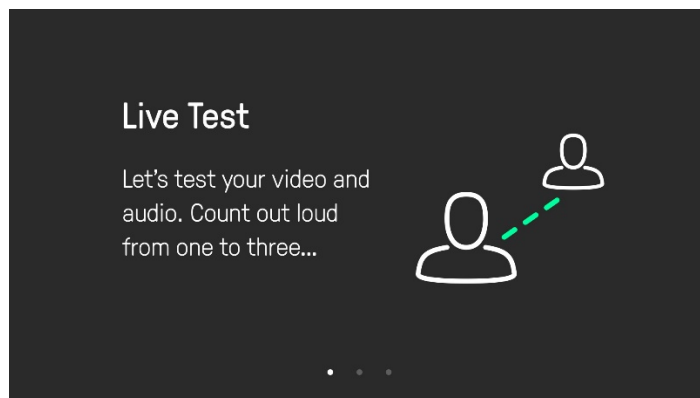 Live Test
Let's test your video and
audio. Count out loud
from one to three...